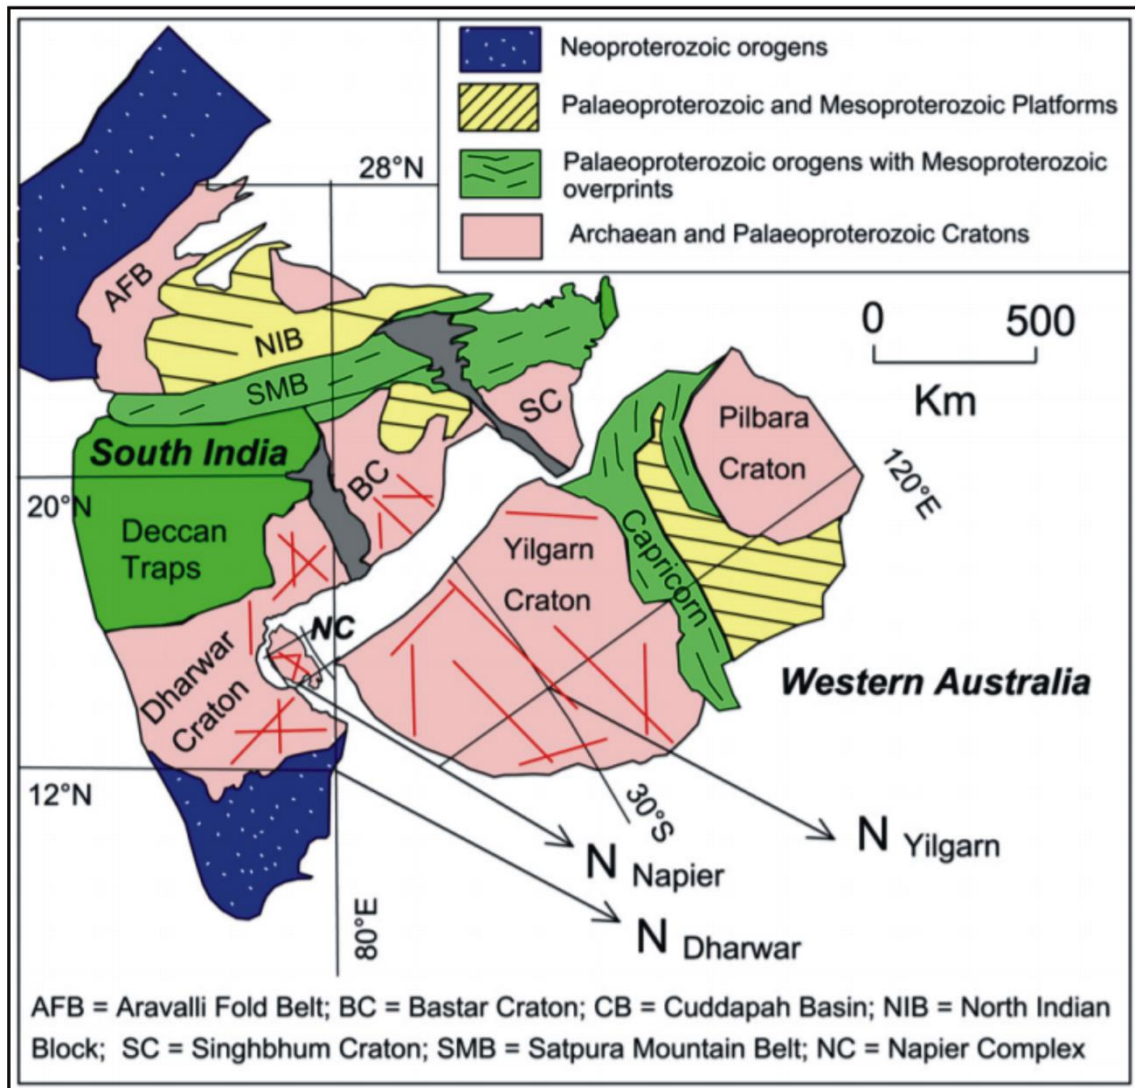 Neoproterozoic orogens
Palaeoproterozoic and Mesoproterozoic Platforms
Palaeoproterozoic orogens with Mesoproterozoic
overprints
Archaean and Palaeoproterozoic Cratons
28°N
AFB
NIB
SMB
0 500
Km
SC
Pilbara
Craton
South India
BC
120°E
20°N
Deccan
Traps
Yilgarn
Craton
Capricorn
NC
Dharwar
Craton
Western Australia
12°N
30°S
N Yilgarn
N Napier
80°E
N Dharwar
AFB = Aravalli Fold Belt; BC = Bastar Craton; CB = Cuddapah Basin; NIB = North Indian
Block; SC = Singhbhum Craton; SMB = Satpura Mountain Belt; NC = Napier Complex